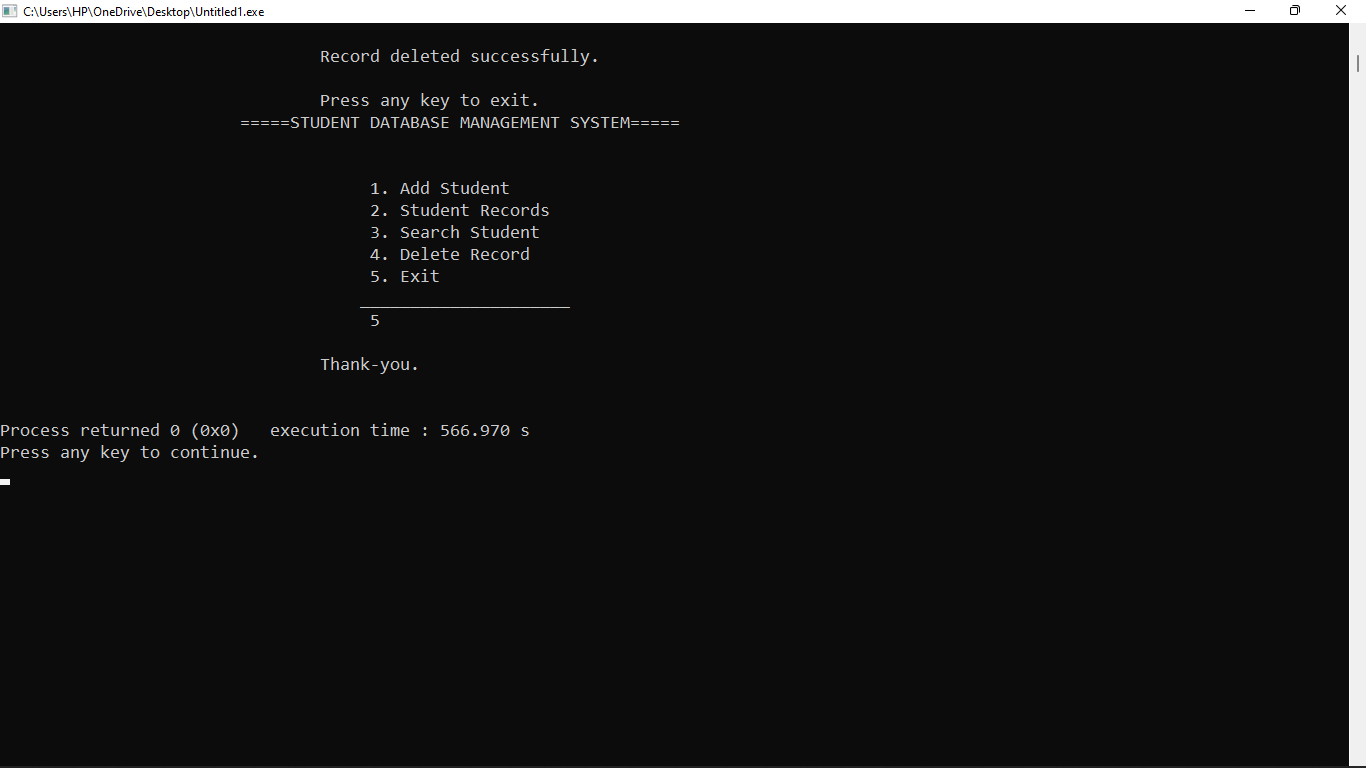 C:\Users\HP\OneDrive\Desktop\Untitled1.exe
Record deleted successfully.
Press any key to exit.
=====STUDENT DATABASE MANAGEMENT SYSTEM=====
1. Add Student
2. Student Records
3. Search Student
4. Delete Record
5. Exit
_____________________
5
Thank-you.
Process returned 0 (0x0)   execution time : 566.970 s
Press any key to continue.